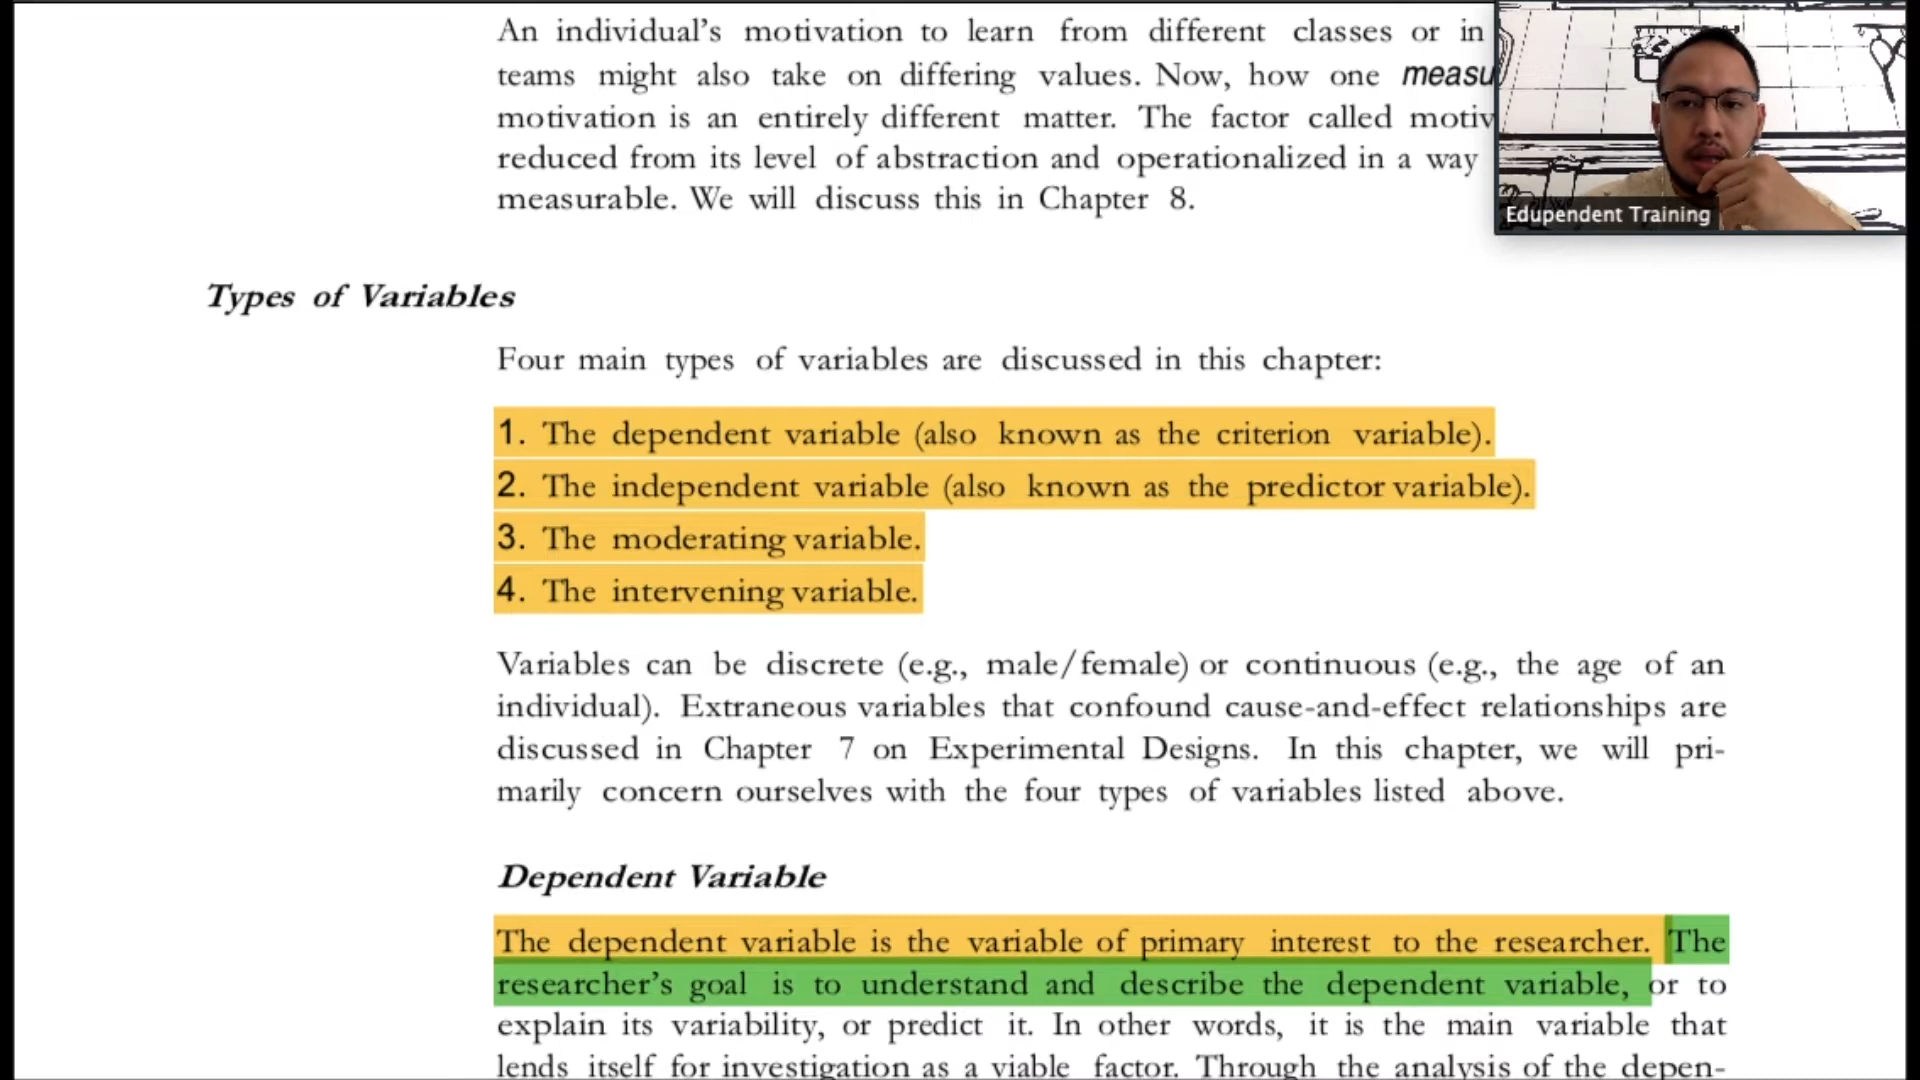 An individual's motivation to learn from different classes or in
teams might also take on differing values. Now, how one measu
motivation is an entirely different matter. The factor called motiv
reduced from its level of abstraction and operationalized in a way
measurable. We will discuss this in Chapter 8.
Edupendent Training
Types of Variables
Four main types of variables are discussed in this chapter:
1. The dependent variable (also known as the criterion variable).
2. The independent variable (also known as the predictor variable).
3. The moderating variable.
4. The intervening variable.
Variables can be discrete (e.g., male/female) or continuous (e.g., the age of an
individual). Extraneous variables that confound cause-and-effect relationships are
discussed in Chapter 7 on Experimental Designs. In this chapter, we will pri-
marily concern ourselves with the four types of variables listed above.
Dependent Variable
The dependent variable is the variable of primary interest to the researcher. The
researcher's goal is to understand and describe the dependent variable, or to
explain its variability, or predict it. In other words, it is the main variable that
lends itself for investigation as a viable factor. Through the analysis of the depen-